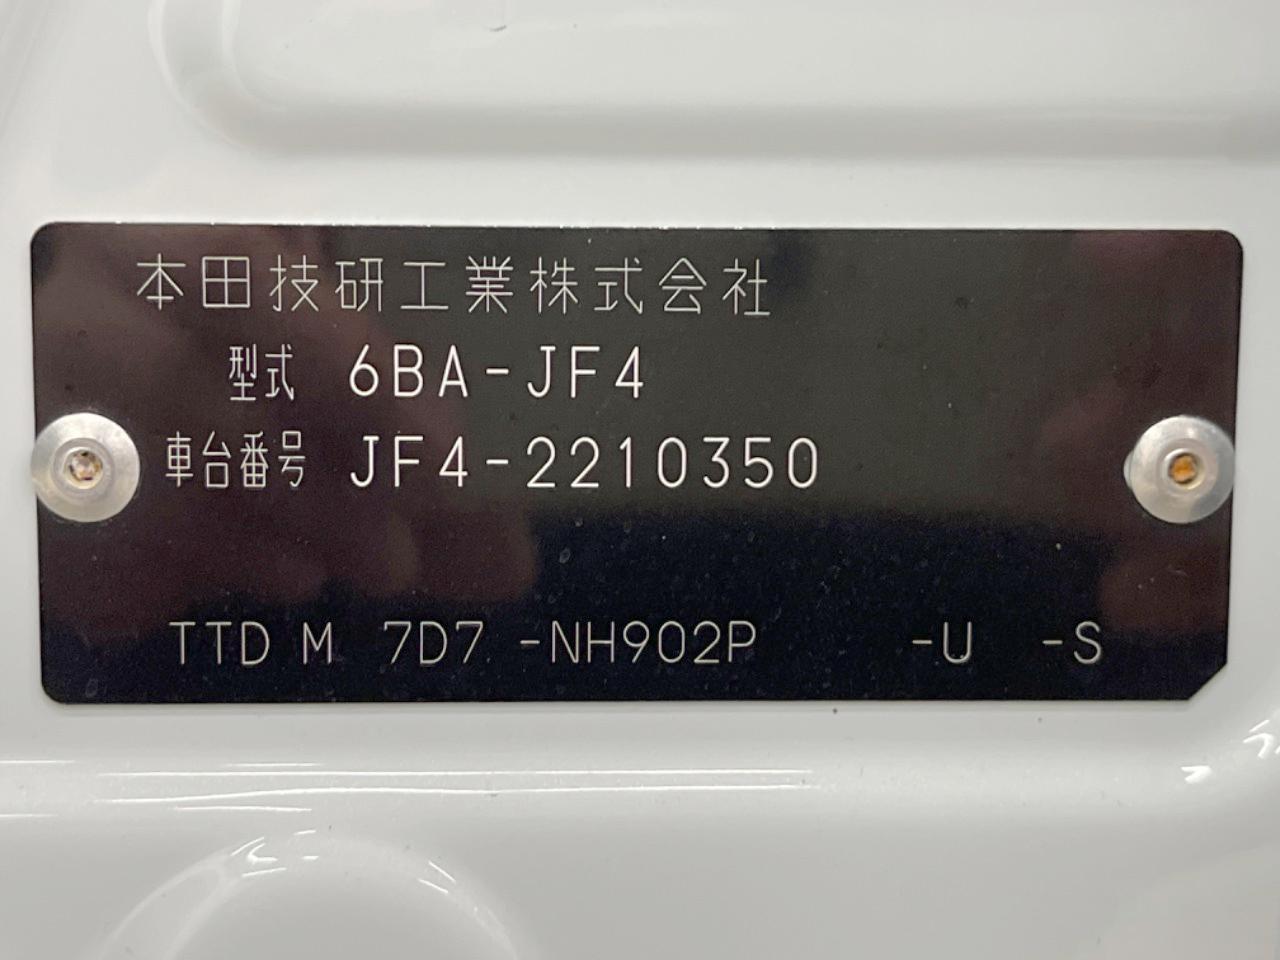 本田技研工業株式会社
型式 6BA-JF4
車台番号 JF4-2210350
TTD M 7D7 -NH902P -U -S